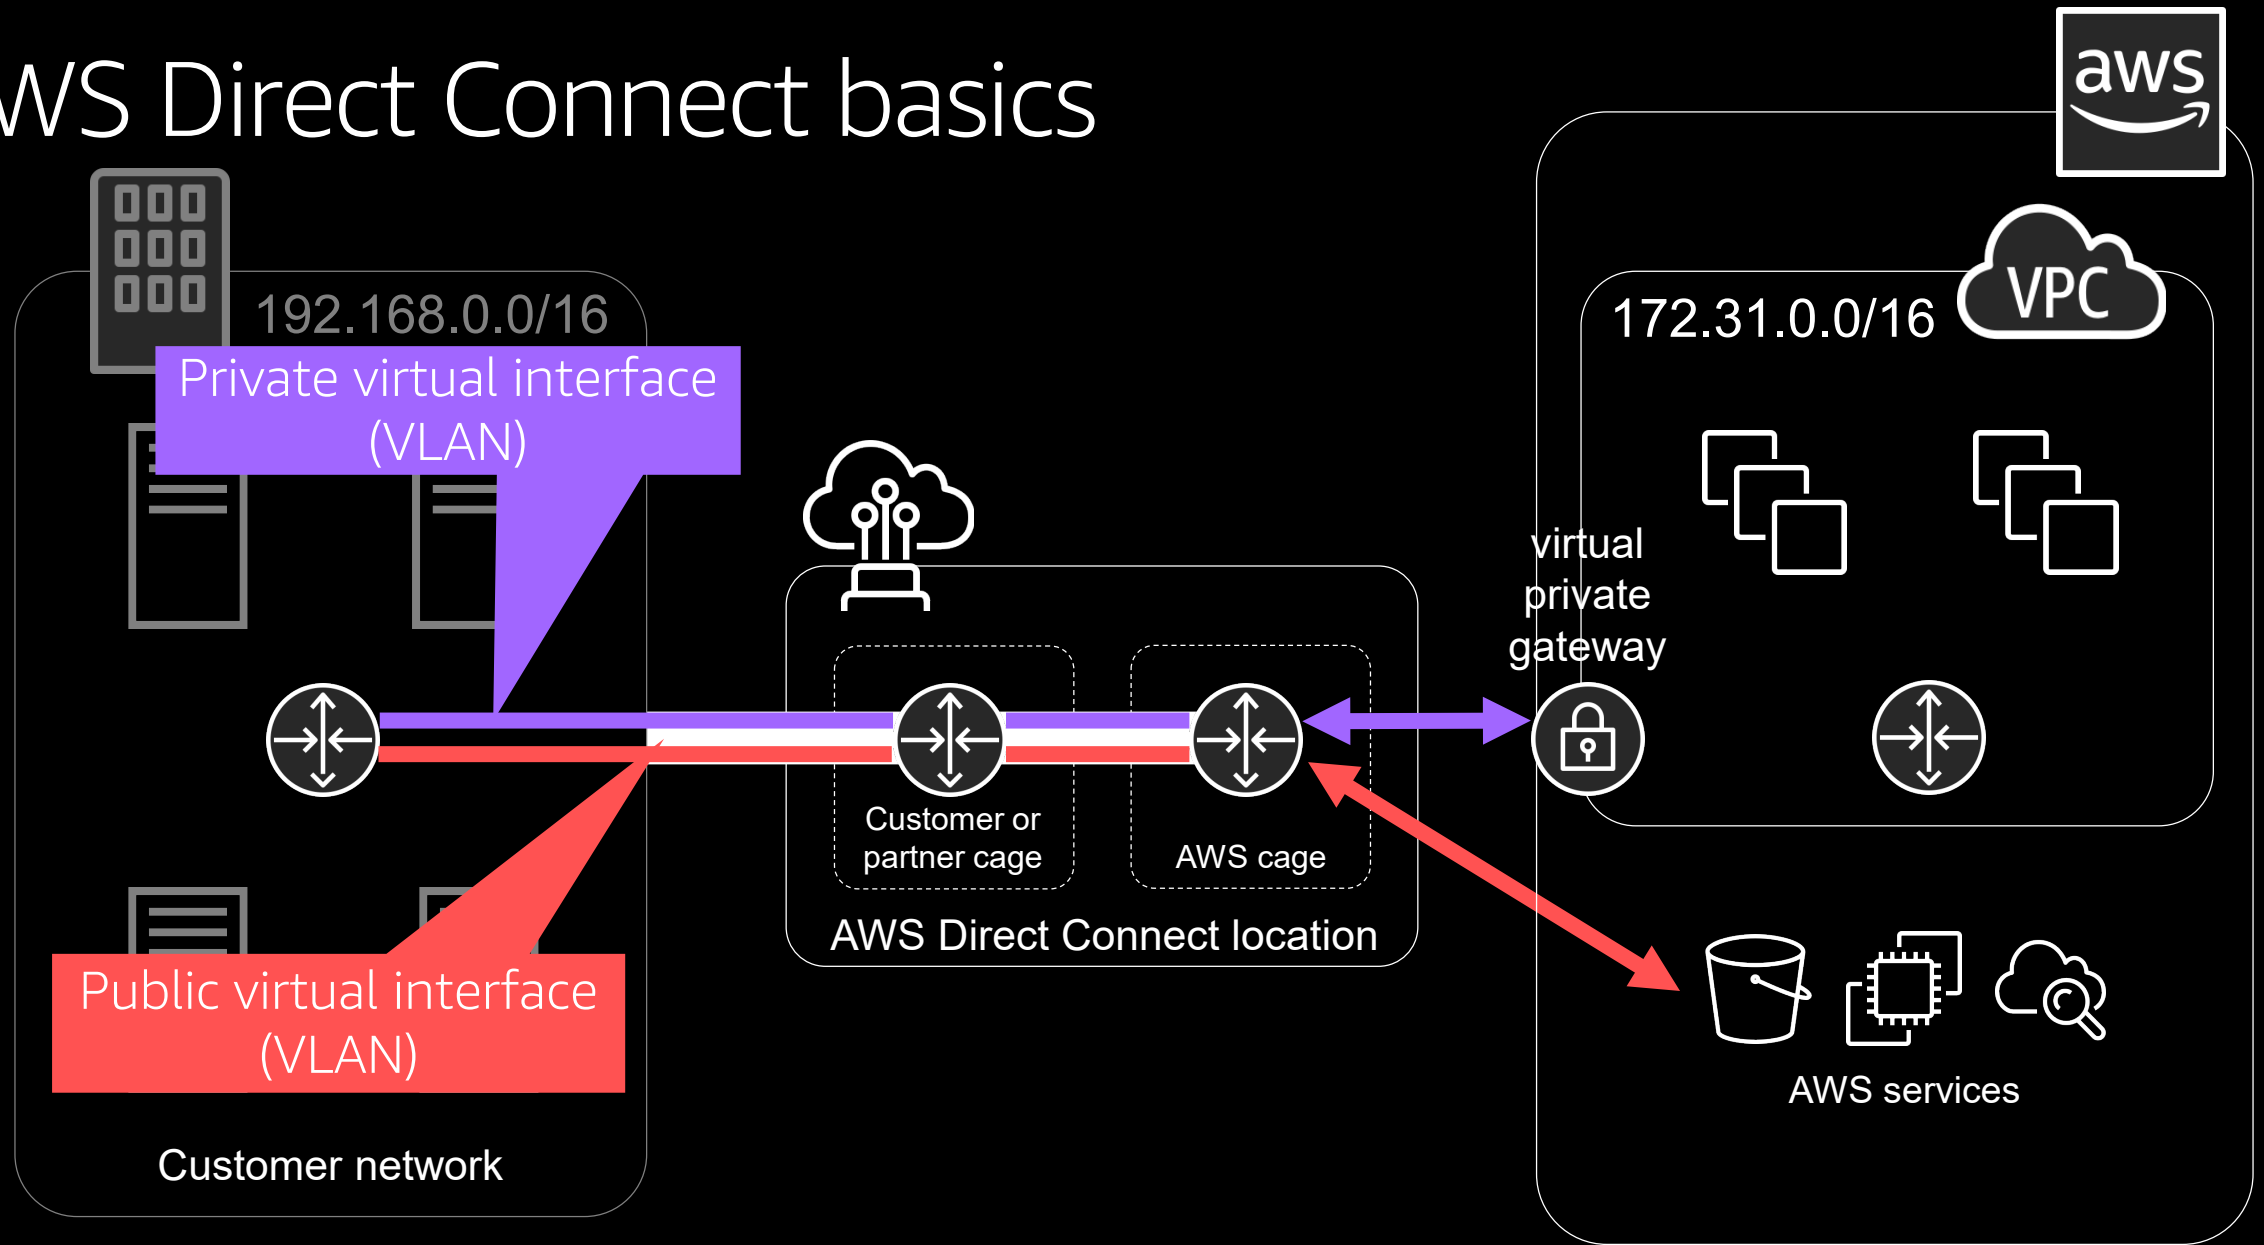 WS Direct Connect basics
aws
192.168.0.0/16
172.31.0.0/16
VPC
Private virtual interface
(VLAN)
virtual
private
gateway
Customer or
partner cage
AWS cage
AWS Direct Connect location
Public virtual interface
(VLAN)
AWS services
Customer network